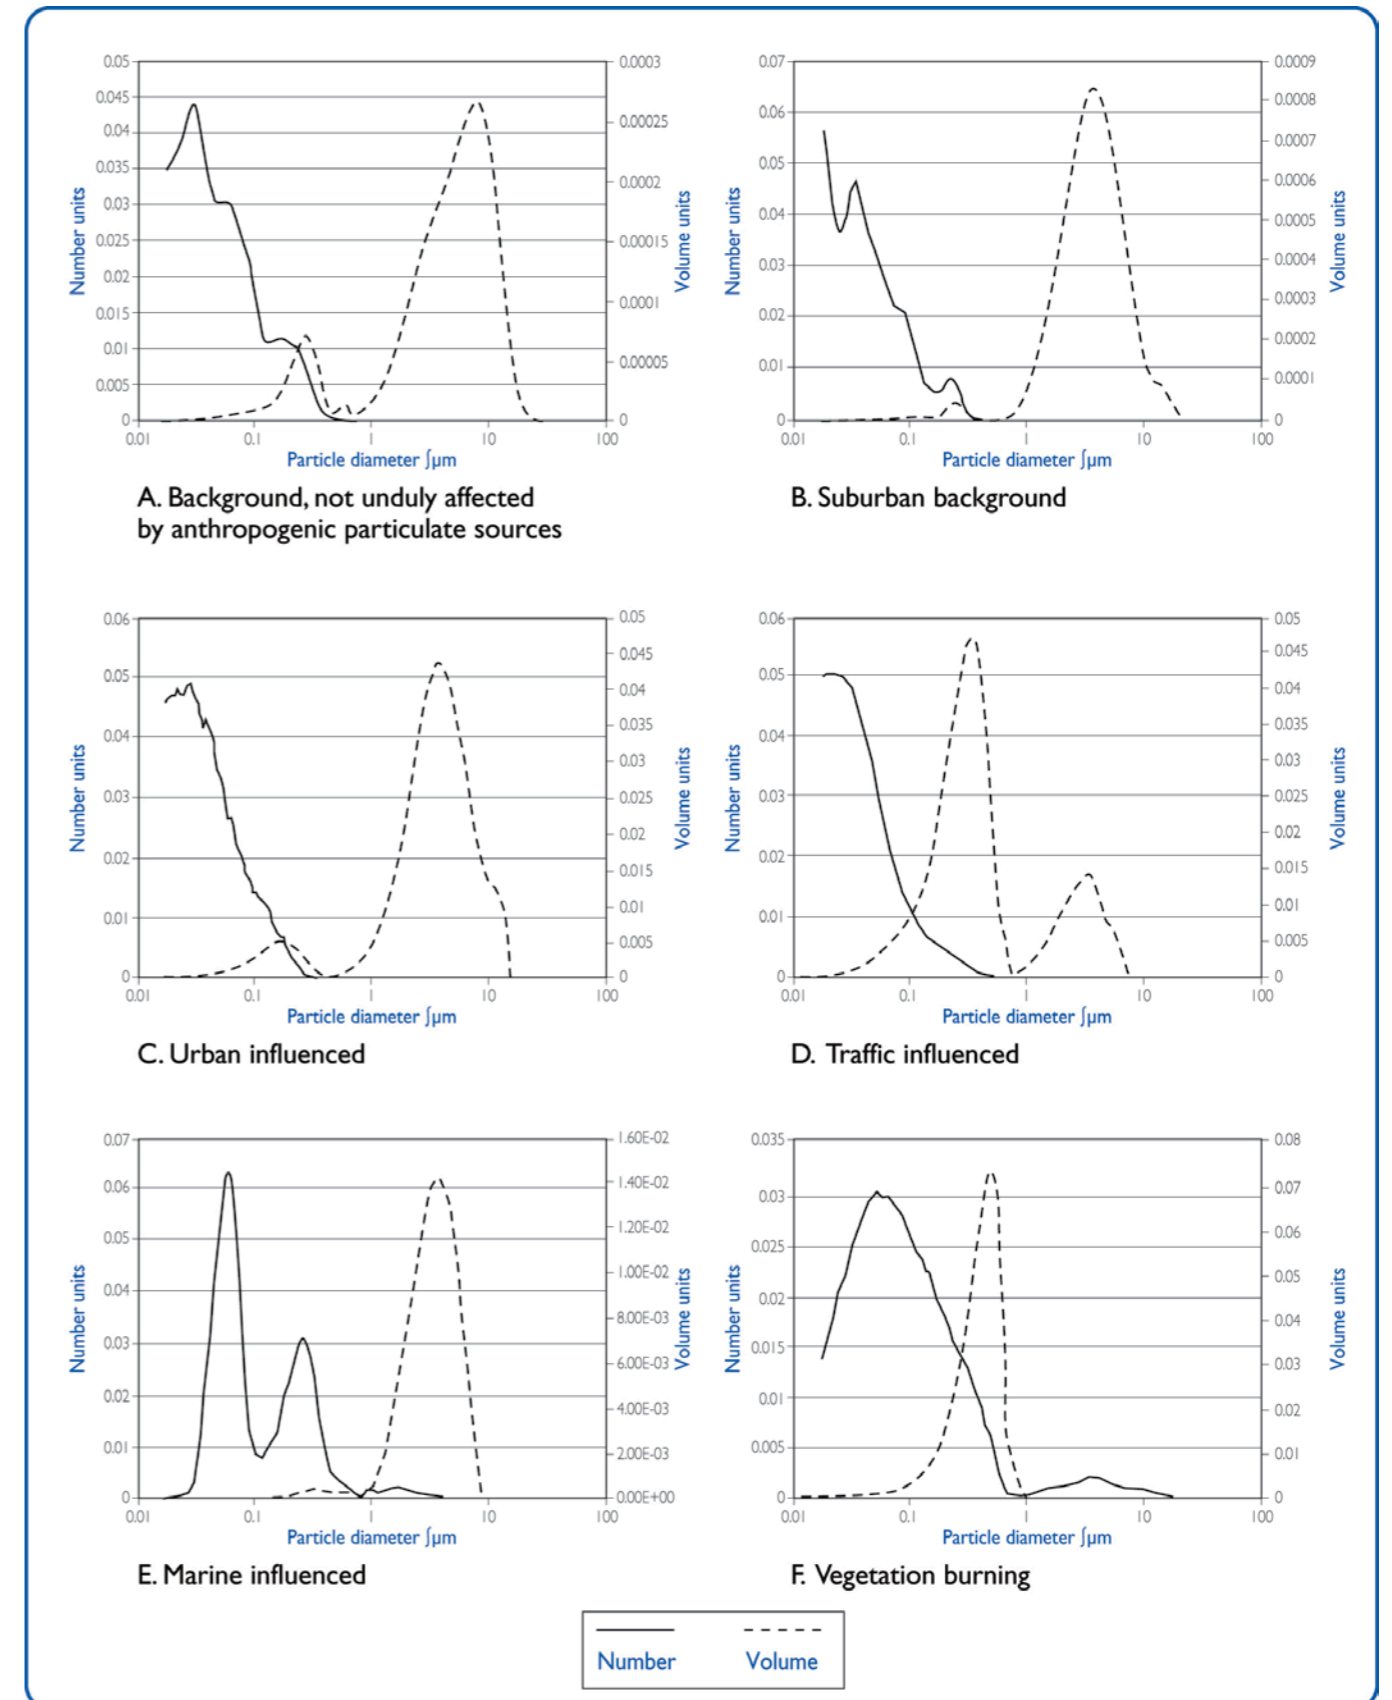 0.05 0.0003
0.045
0.04 0.00025
0.035
0.03 0.0002
0.025 0.00015
0.02
0.015 0.0001
0.01
0.005 0.00005
0 0
0.01 0.1 1 10 100
Number units
Volume units
Particle diameter ∫µm
A. Background, not unduly affected
by anthropogenic particulate sources
0.07 0.0009
0.06 0.0008
0.0007
0.05 0.0006
0.04 0.0005
0.03 0.0004
0.0003
0.02 0.0002
0.01 0.0001
0 0
0.01 0.1 1 10 100
Number units
Volume units
Particle diameter ∫µm
B. Suburban background
0.06 0.05
0.045
0.05 0.04
0.035
0.04 0.03
0.03 0.025
0.02 0.02
0.015
0.01 0.01
0.005
0 0
0.01 0.1 1 10 100
Number units
Volume units
Particle diameter ∫µm
C. Urban influenced
0.06 0.05
0.045
0.05 0.04
0.035
0.04 0.03
0.03 0.025
0.02 0.02
0.015
0.01 0.01
0.005
0 0
0.01 0.1 1 10 100
Number units
Volume units
Particle diameter ∫µm
D. Traffic influenced
0.07 1.60E-02
0.06 1.40E-02
0.05 1.20E-02
1.00E-02
0.04 8.00E-03
0.03 6.00E-03
0.02 4.00E-03
0.01 2.00E-03
0 0.00E+00
0.01 0.1 1 10 100
Number units
Volume units
Particle diameter ∫µm
E. Marine influenced
0.035 0.08
0.03 0.07
0.025 0.06
0.05
0.02 0.04
0.015 0.03
0.01 0.02
0.005 0.01
0 0
0.01 0.1 1 10 100
Number units
Volume units
Particle diameter ∫µm
F. Vegetation burning
Number Volume